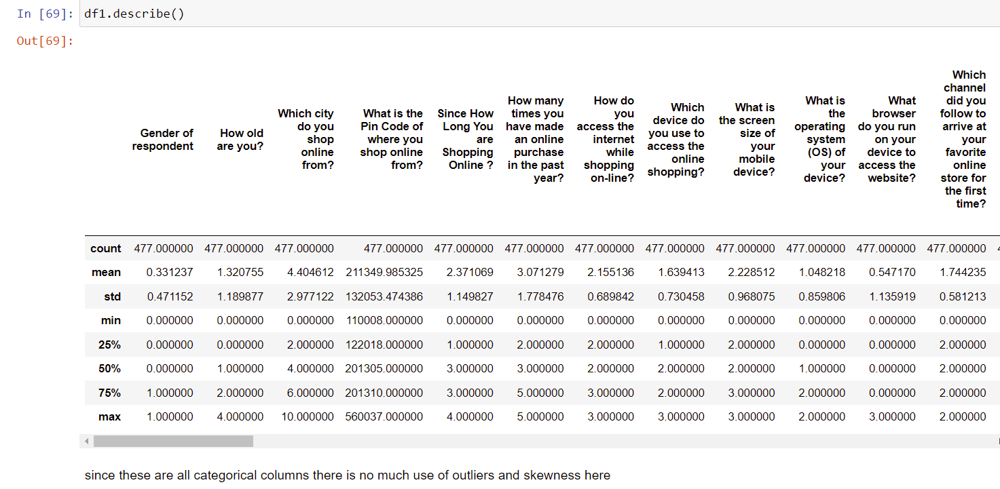 In [69]: df1.describe()
Out[69]:
Gender of respondent How old are you? Which city do you shop online from? What is the Pin Code of where you shop online from? Since How Long You are Shopping Online ? How many times you have made an online purchase in the past year? How do you access the internet while shopping on-line? Which device do you use to access the online shopping? What is the screen size of your mobile device? What is the operating system (OS) of your device? What browser do you run on your device to access the website? Which channel did you follow to arrive at your favorite online store for the first time?
count 477.000000 477.000000 477.000000 477.000000 477.000000 477.000000 477.000000 477.000000 477.000000 477.000000 477.000000 477.000000
mean 0.331237 1.320755 4.404612 211349.985325 2.371069 3.071279 2.155136 1.639413 2.228512 1.048218 0.547170 1.744235
std 0.471152 1.189877 2.977122 132053.474386 1.149827 1.778476 0.689842 0.730458 0.968075 0.859806 1.135919 0.581213
min 0.000000 0.000000 0.000000 110008.000000 0.000000 0.000000 0.000000 0.000000 0.000000 0.000000 0.000000 0.000000
25% 0.000000 0.000000 2.000000 122018.000000 1.000000 2.000000 2.000000 1.000000 2.000000 0.000000 0.000000 2.000000
50% 0.000000 1.000000 4.000000 201305.000000 3.000000 3.000000 2.000000 2.000000 2.000000 1.000000 0.000000 2.000000
75% 1.000000 2.000000 6.000000 201310.000000 3.000000 5.000000 3.000000 2.000000 3.000000 2.000000 0.000000 2.000000
max 1.000000 4.000000 10.000000 560037.000000 4.000000 5.000000 3.000000 3.000000 3.000000 2.000000 3.000000 2.000000
since these are all categorical columns there is no much use of outliers and skewness here